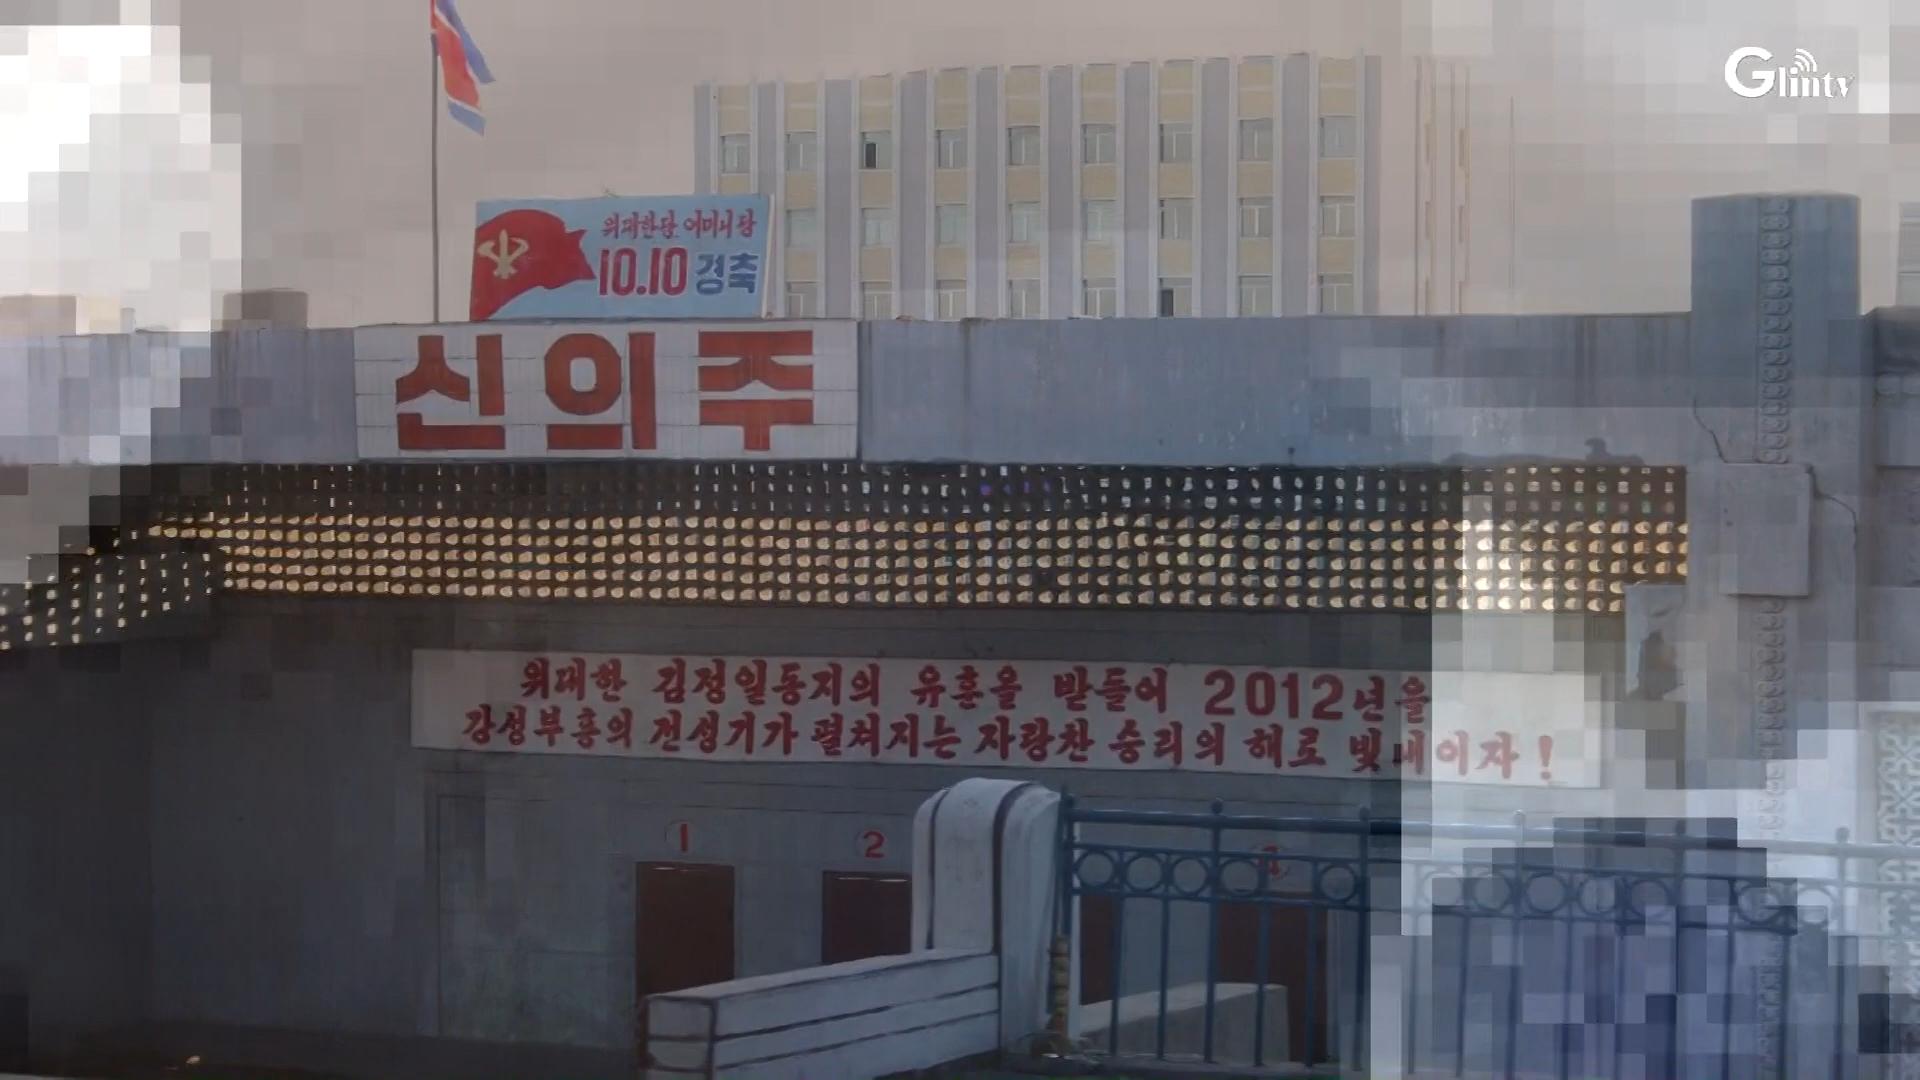 Glintv
위대한당 어머니당
10.10 경축
신의주
위대한 김정일동지의 유훈을 받들어 2012년을
강성부흥의 전성기가 펼쳐지는 자랑찬 승리의 해로 빛내이자!
1
2